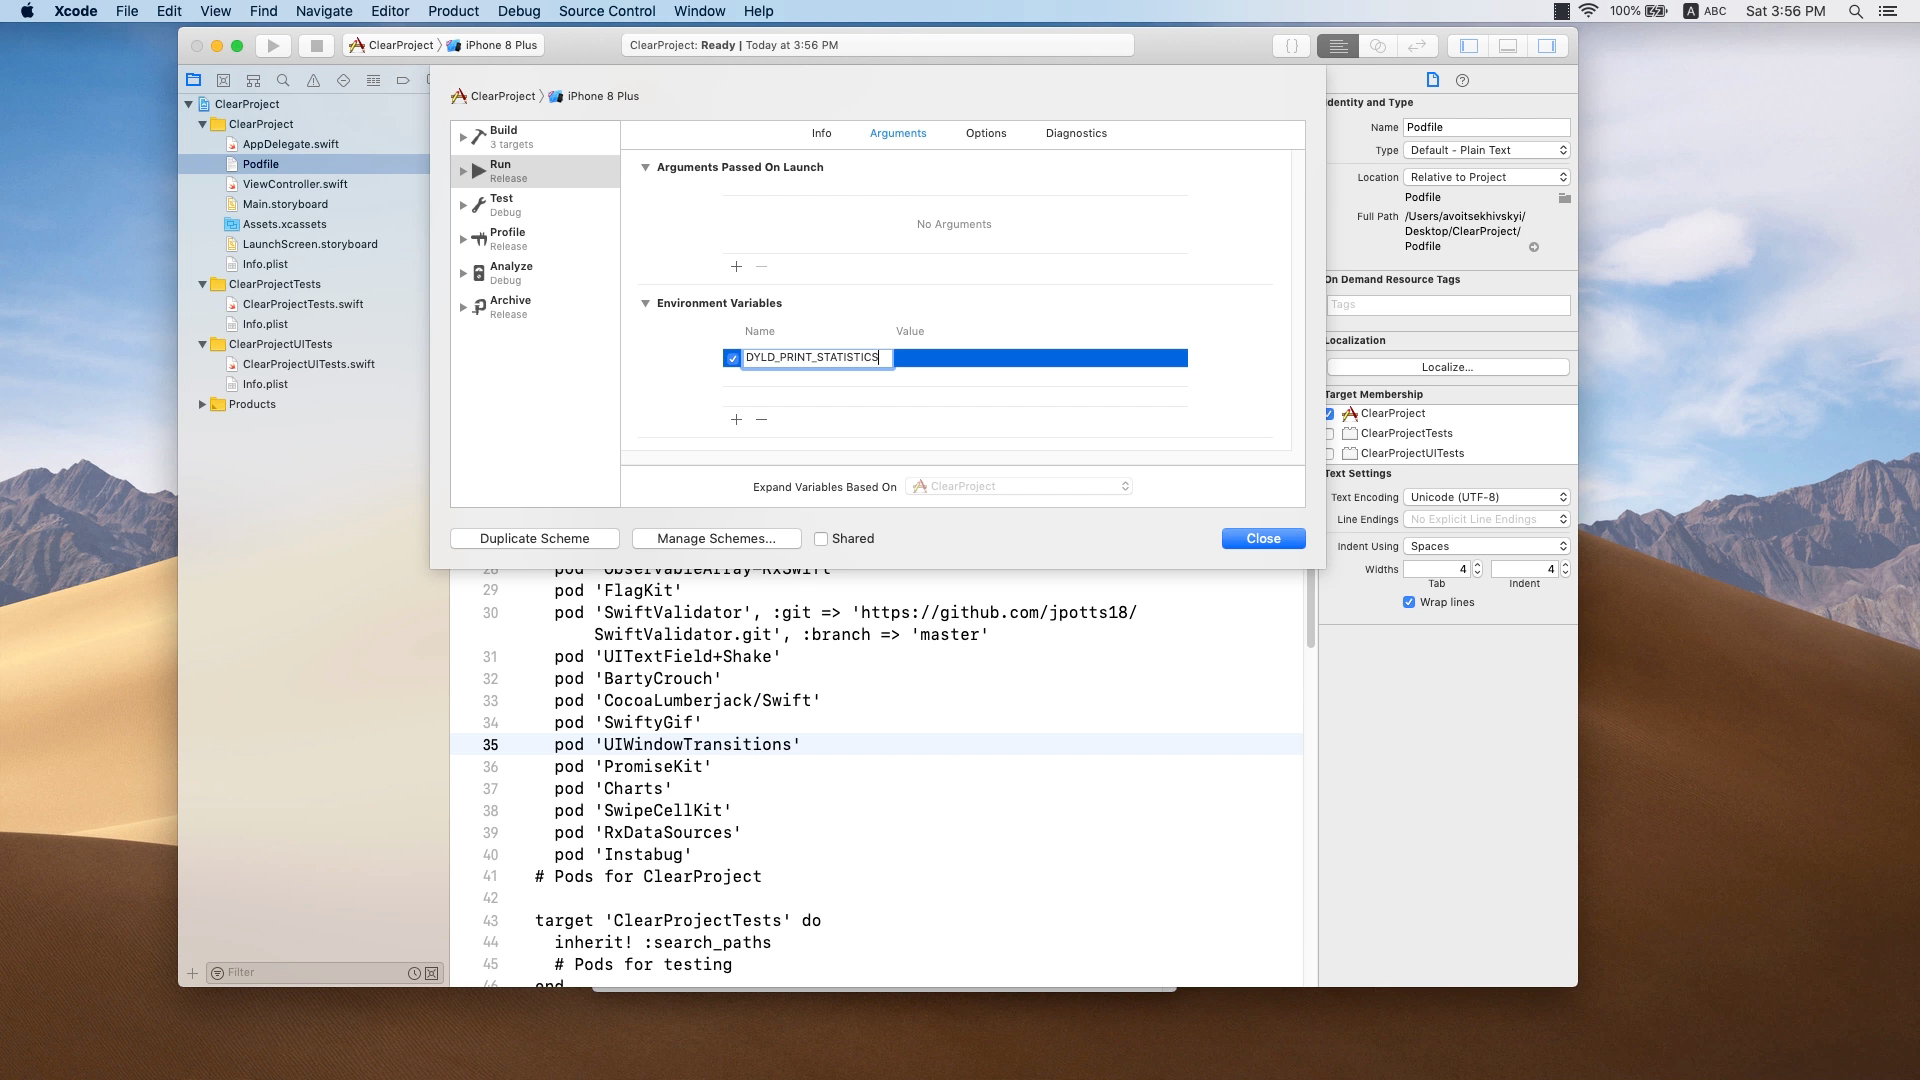 Xcode File Edit View Find Navigate Editor Product Debug Source Control Window Help 100% A ABC Sat 3:56 PM
ClearProject iPhone 8 Plus ClearProject: Ready | Today at 3:56 PM {}
ClearProject
ClearProject
AppDelegate.swift
Podfile
ViewController.swift
Main.storyboard
Assets.xcassets
LaunchScreen.storyboard
Info.plist
ClearProjectTests
ClearProjectTests.swift
Info.plist
ClearProjectUITests
ClearProjectUITests.swift
Info.plist
Products
Filter
ClearProject iPhone 8 Plus
Build
3 targets
Run
Release
Test
Debug
Profile
Release
Analyze
Debug
Archive
Release
Info Arguments Options Diagnostics
Arguments Passed On Launch
No Arguments
Environment Variables
Name Value
DYLD_PRINT_STATISTICS
Expand Variables Based On ClearProject
Duplicate Scheme Manage Schemes... Shared Close
28 pod 'ObservableArray-RxSwift'
29 pod 'FlagKit'
30 pod 'SwiftValidator', :git => 'https://github.com/jpotts18/
SwiftValidator.git', :branch => 'master'
31 pod 'UITextField+Shake'
32 pod 'BartyCrouch'
33 pod 'CocoaLumberjack/Swift'
34 pod 'SwiftyGif'
35 pod 'UIWindowTransitions'
36 pod 'PromiseKit'
37 pod 'Charts'
38 pod 'SwipeCellKit'
39 pod 'RxDataSources'
40 pod 'Instabug'
41 # Pods for ClearProject
42
43 target 'ClearProjectTests' do
44 inherit! :search_paths
45 # Pods for testing
46 end
dentity and Type
Name Podfile
Type Default - Plain Text
Location Relative to Project
Podfile
Full Path /Users/avoitsekhivskyi/
Desktop/ClearProject/
Podfile
On Demand Resource Tags
Tags
Localization
Localize...
Target Membership
ClearProject
ClearProjectTests
ClearProjectUITests
Text Settings
Text Encoding Unicode (UTF-8)
Line Endings No Explicit Line Endings
Indent Using Spaces
Widths 4 4
Tab Indent
Wrap lines